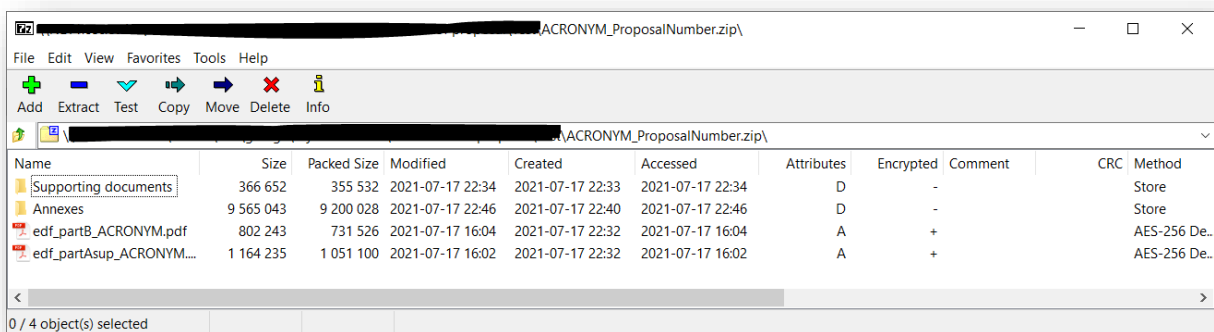 ACRONYM_ProposalNumber.zip\
File Edit View Favorites Tools Help
Add Extract Test Copy Move Delete Info
\ACRONYM_ProposalNumber.zip\
Name Size Packed Size Modified Created Accessed Attributes Encrypted Comment CRC Method
Supporting documents 366 652 355 532 2021-07-17 22:34 2021-07-17 22:33 2021-07-17 22:34 D - Store
Annexes 9 565 043 9 200 028 2021-07-17 22:46 2021-07-17 22:40 2021-07-17 22:46 D - Store
edf_partB_ACRONYM.pdf 802 243 731 526 2021-07-17 16:04 2021-07-17 22:32 2021-07-17 16:04 A + AES-256 De...
edf_partAsup_ACRONYM.... 1 164 235 1 051 100 2021-07-17 16:02 2021-07-17 22:32 2021-07-17 16:02 A + AES-256 De...
0 / 4 object(s) selected